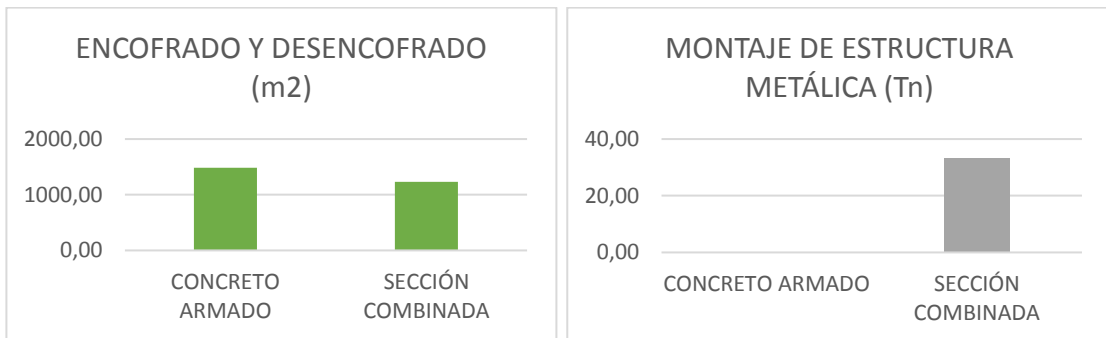 ENCOFRADO Y DESENCOFRADO
(m2)
2000,00
1000,00
0,00
CONCRETO
ARMADO
SECCIÓN
COMBINADA
MONTAJE DE ESTRUCTURA
METÁLICA (Tn)
40,00
20,00
0,00
CONCRETO ARMADO
SECCIÓN
COMBINADA